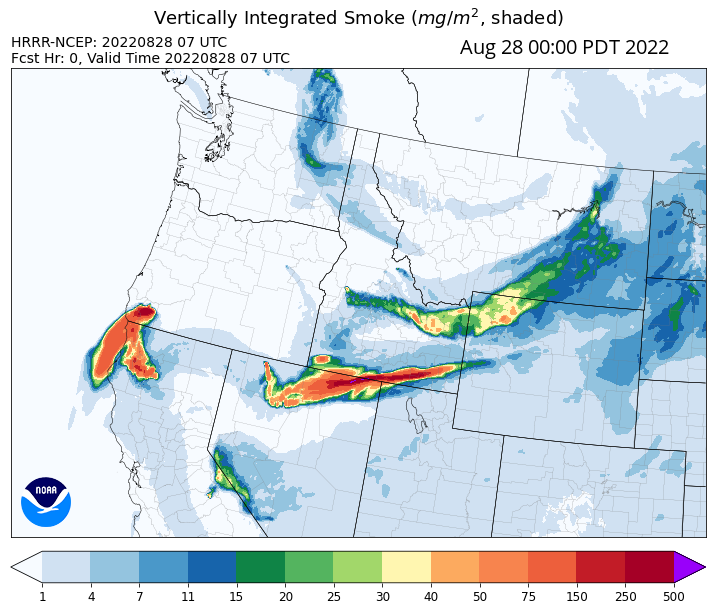 Vertically Integrated Smoke (mg/m², shaded)
HRRR-NCEP: 20220828 07 UTC
Fcst Hr: 0, Valid Time 20220828 07 UTC
Aug 28 00:00 PDT 2022
NOAA
1 4 7 11 15 20 25 30 40 50 75 150 250 500